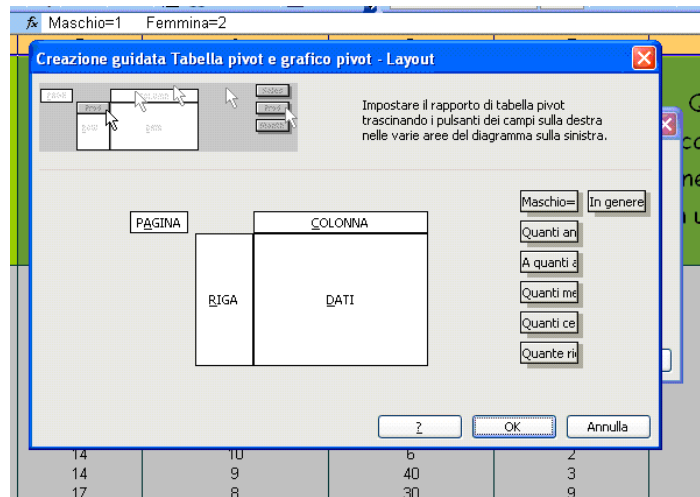 fx Maschio=1 Femmina=2
Creazione guidata Tabella pivot e grafico pivot - Layout
Impostare il rapporto di tabella pivot
trascinando i pulsanti dei campi sulla destra
nelle varie aree del diagramma sulla sinistra.
PAGINA
COLONNA
RIGA
DATI
Maschio=
In genere
Quanti an
A quanti a
Quanti me
Quanti ce
Quante ri
?
OK
Annulla
14 10 6 2
14 9 40 3
17 8 30 9